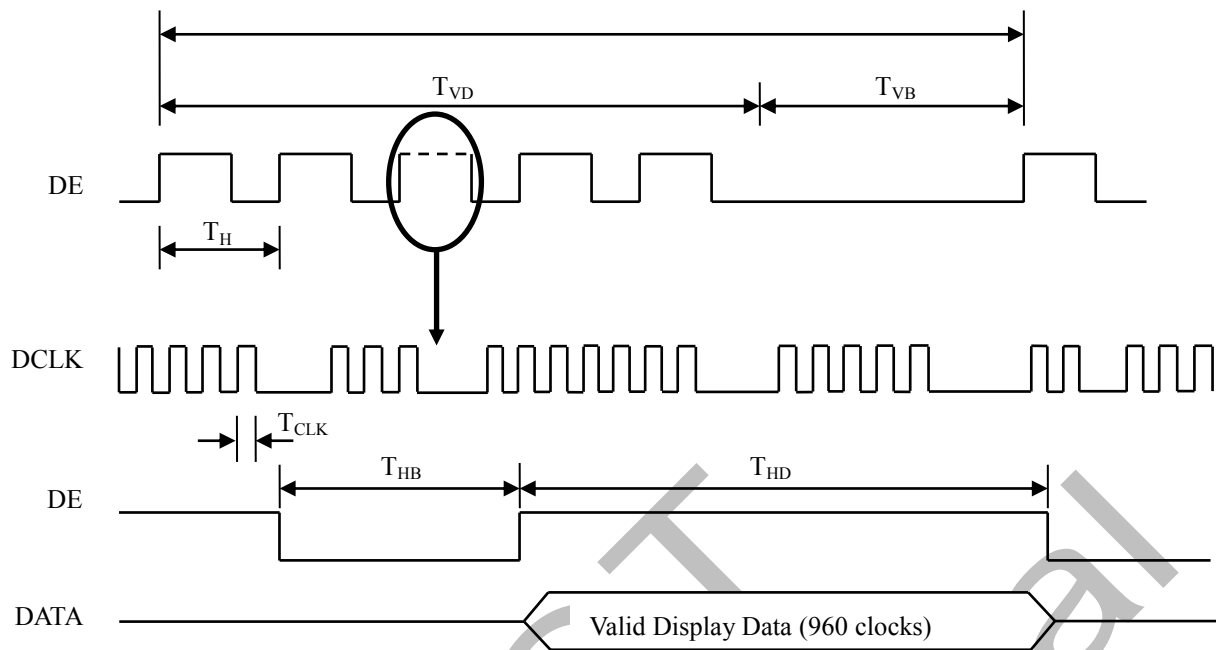 TVD
TVB
DE
TH
DCLK
TCLK
THB
THD
DE
DATA
Valid Display Data (960 clocks)